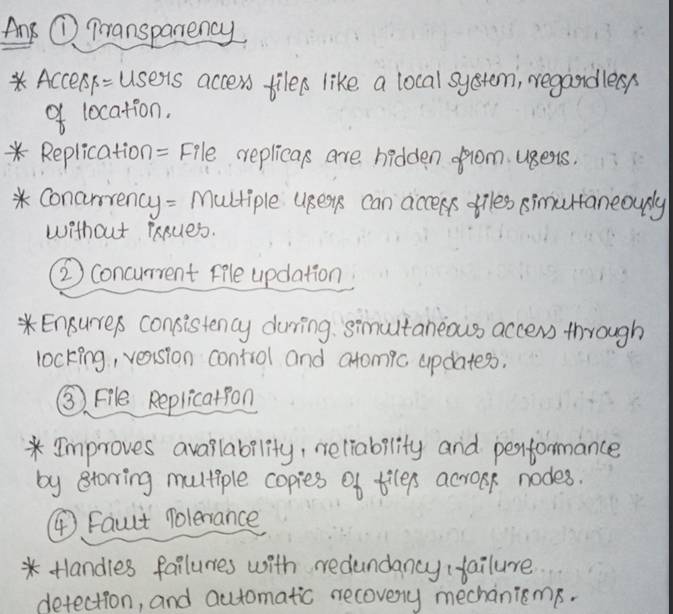 Ans ① Transparency
* Access = Users access files like a local system, regardless
of location.
* Replication = File replicas are hidden from users.
* Concurrency = Multiple users can access files simultaneously
without issues.
② Concurrent File updation
* Ensures consistency during simultaneous access through
locking, version control and atomic updates.
③ File Replication
* Improves availability, reliability and performance
by storing multiple copies of files across nodes.
④ Fault Tolerance
* Handles failures with redundancy, failure
detection, and automatic recovery mechanisms.